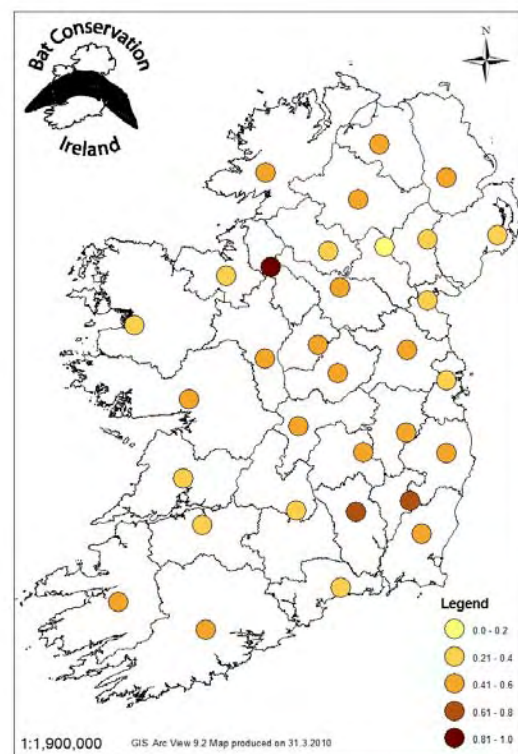 Bat Conservation
Ireland
N
Legend
0.0 - 0.2
0.21 - 0.4
0.41 - 0.6
0.61 - 0.8
0.81 - 1.0
1:1,900,000 GIS Arc View 9.2 Map produced on 31.3.2010